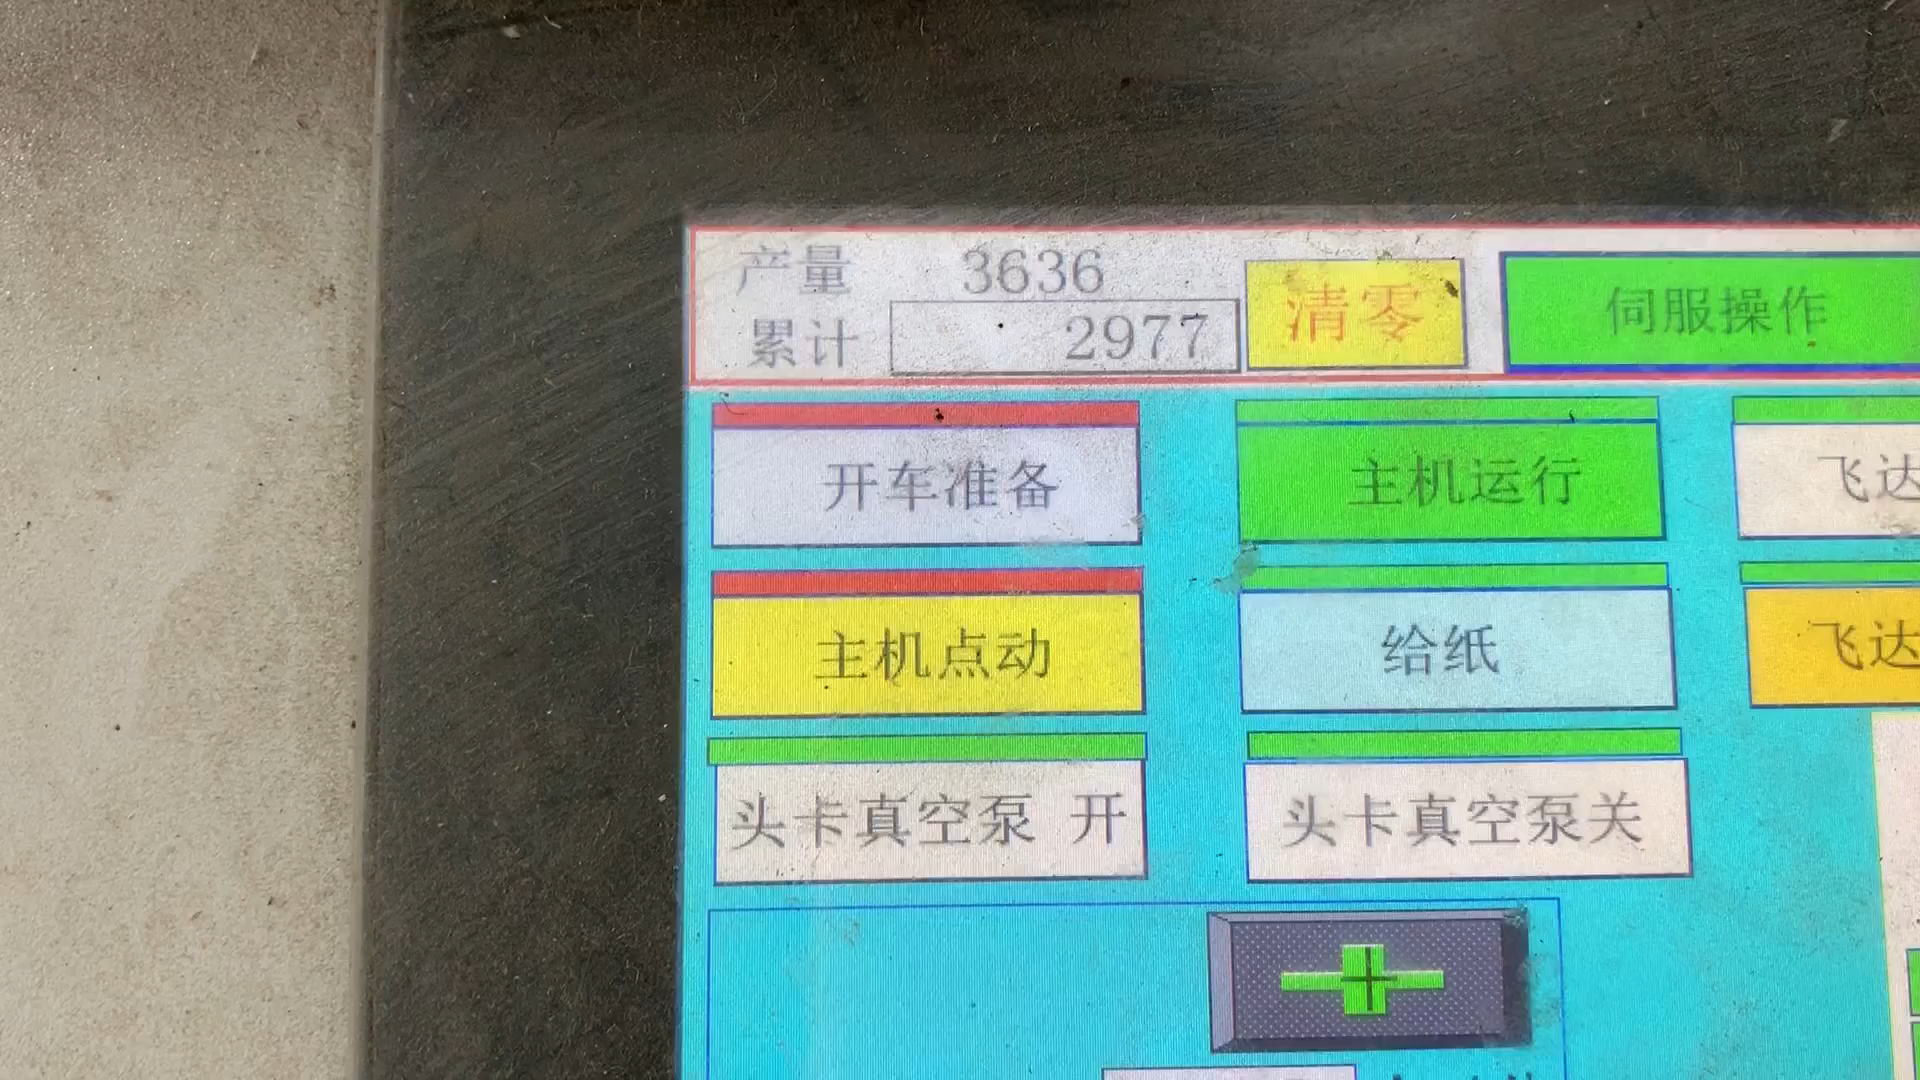 产量 3636
累计 2977
清零
伺服操作
开车准备
主机运行
飞达
主机点动
给纸
飞达
头卡真空泵 开
头卡真空泵关